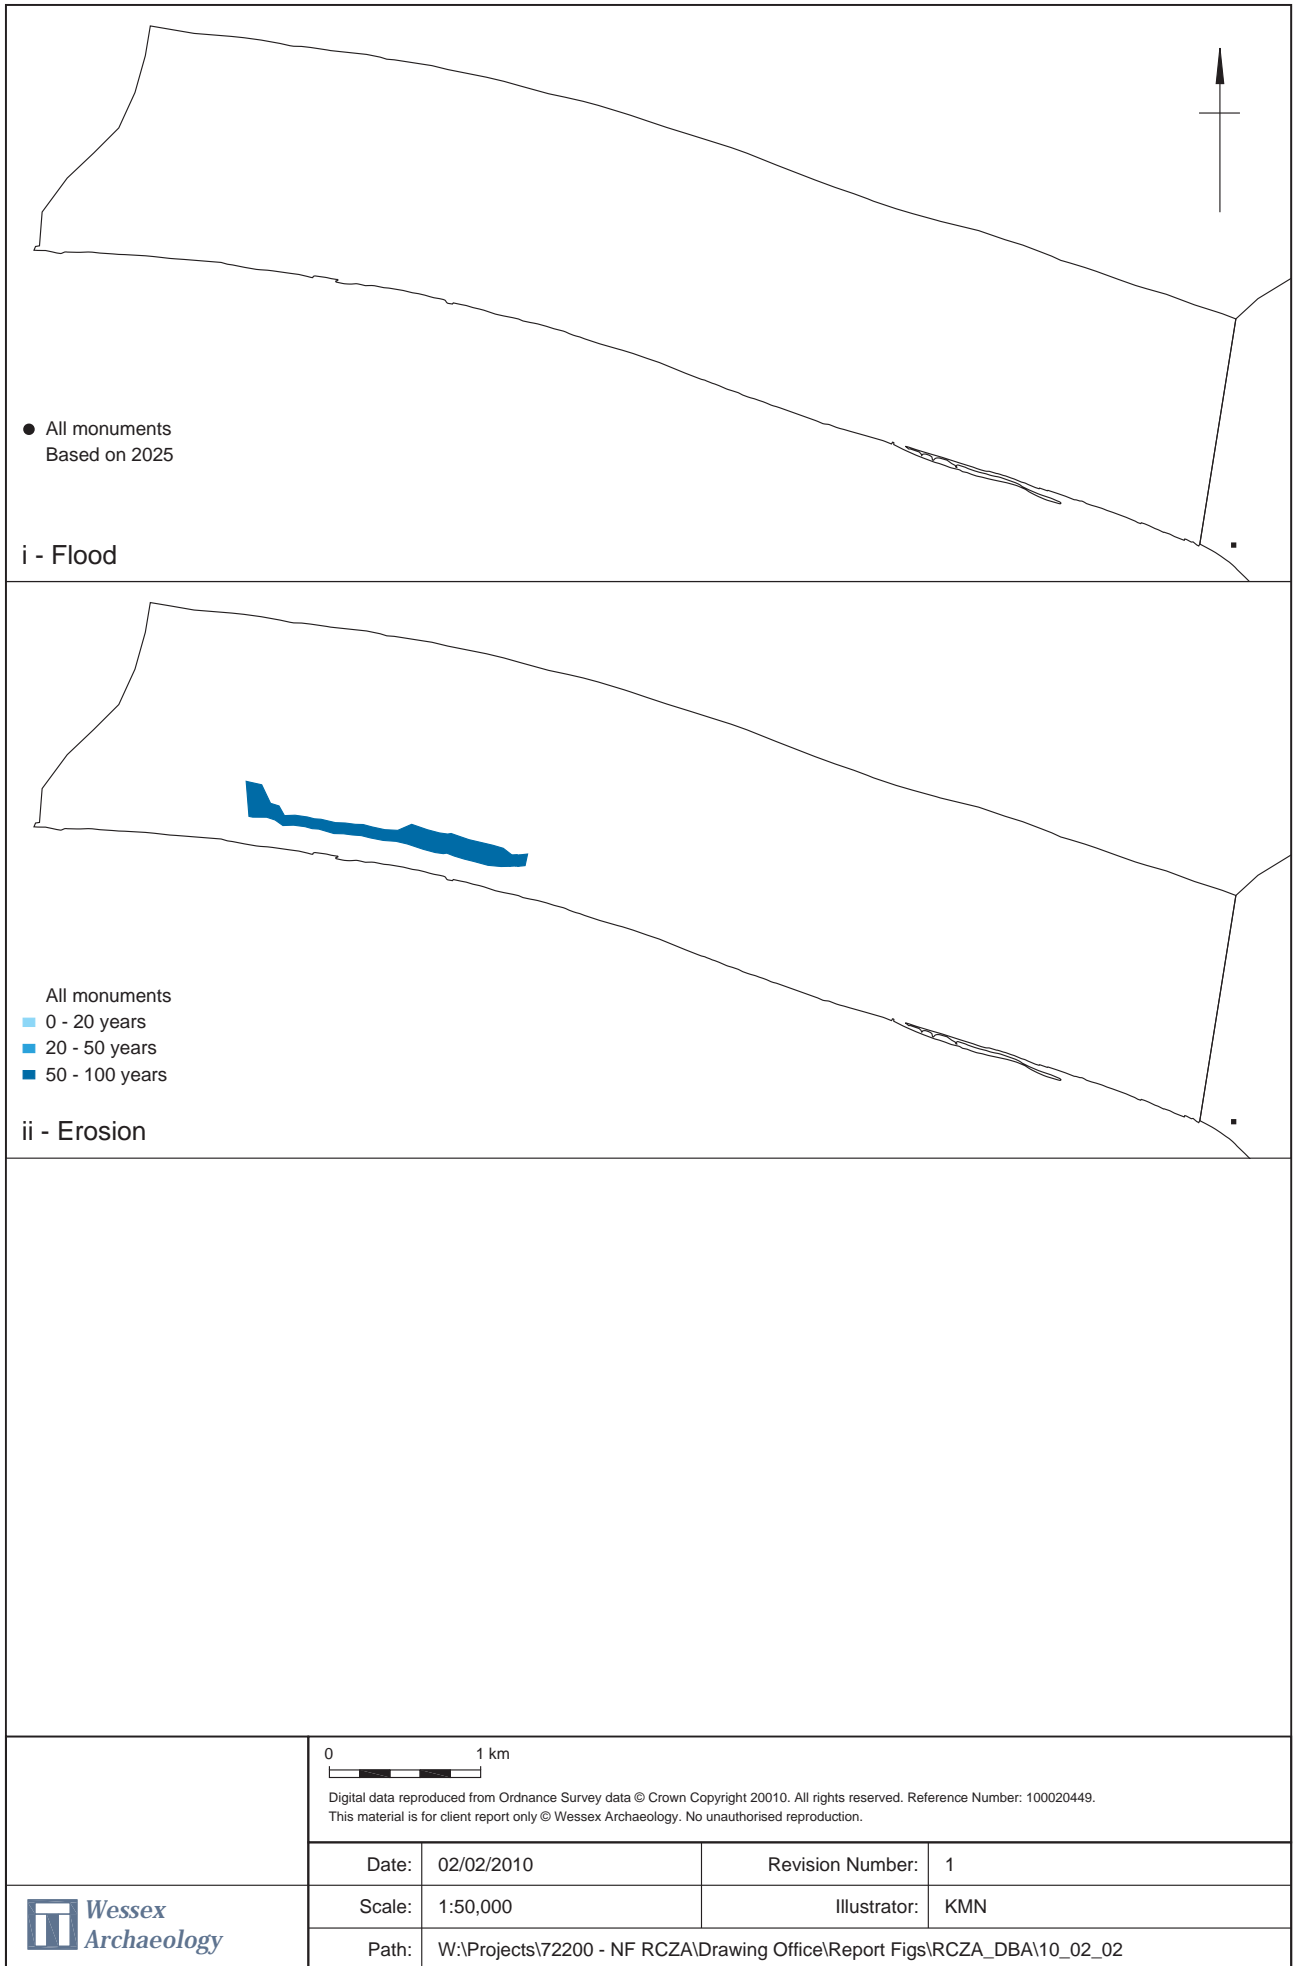 All monuments
Based on 2025
i - Flood
All monuments
0 - 20 years
20 - 50 years
50 - 100 years
ii - Erosion
0 1 km
Digital data reproduced from Ordnance Survey data © Crown Copyright 20010. All rights reserved. Reference Number: 100020449.
This material is for client report only © Wessex Archaeology. No unauthorised reproduction.
Date: 02/02/2010 Revision Number: 1
Wessex
Archaeology
Scale: 1:50,000 Illustrator: KMN
Path: W:\Projects\72200 - NF RCZA\Drawing Office\Report Figs\RCZA_DBA\10_02_02